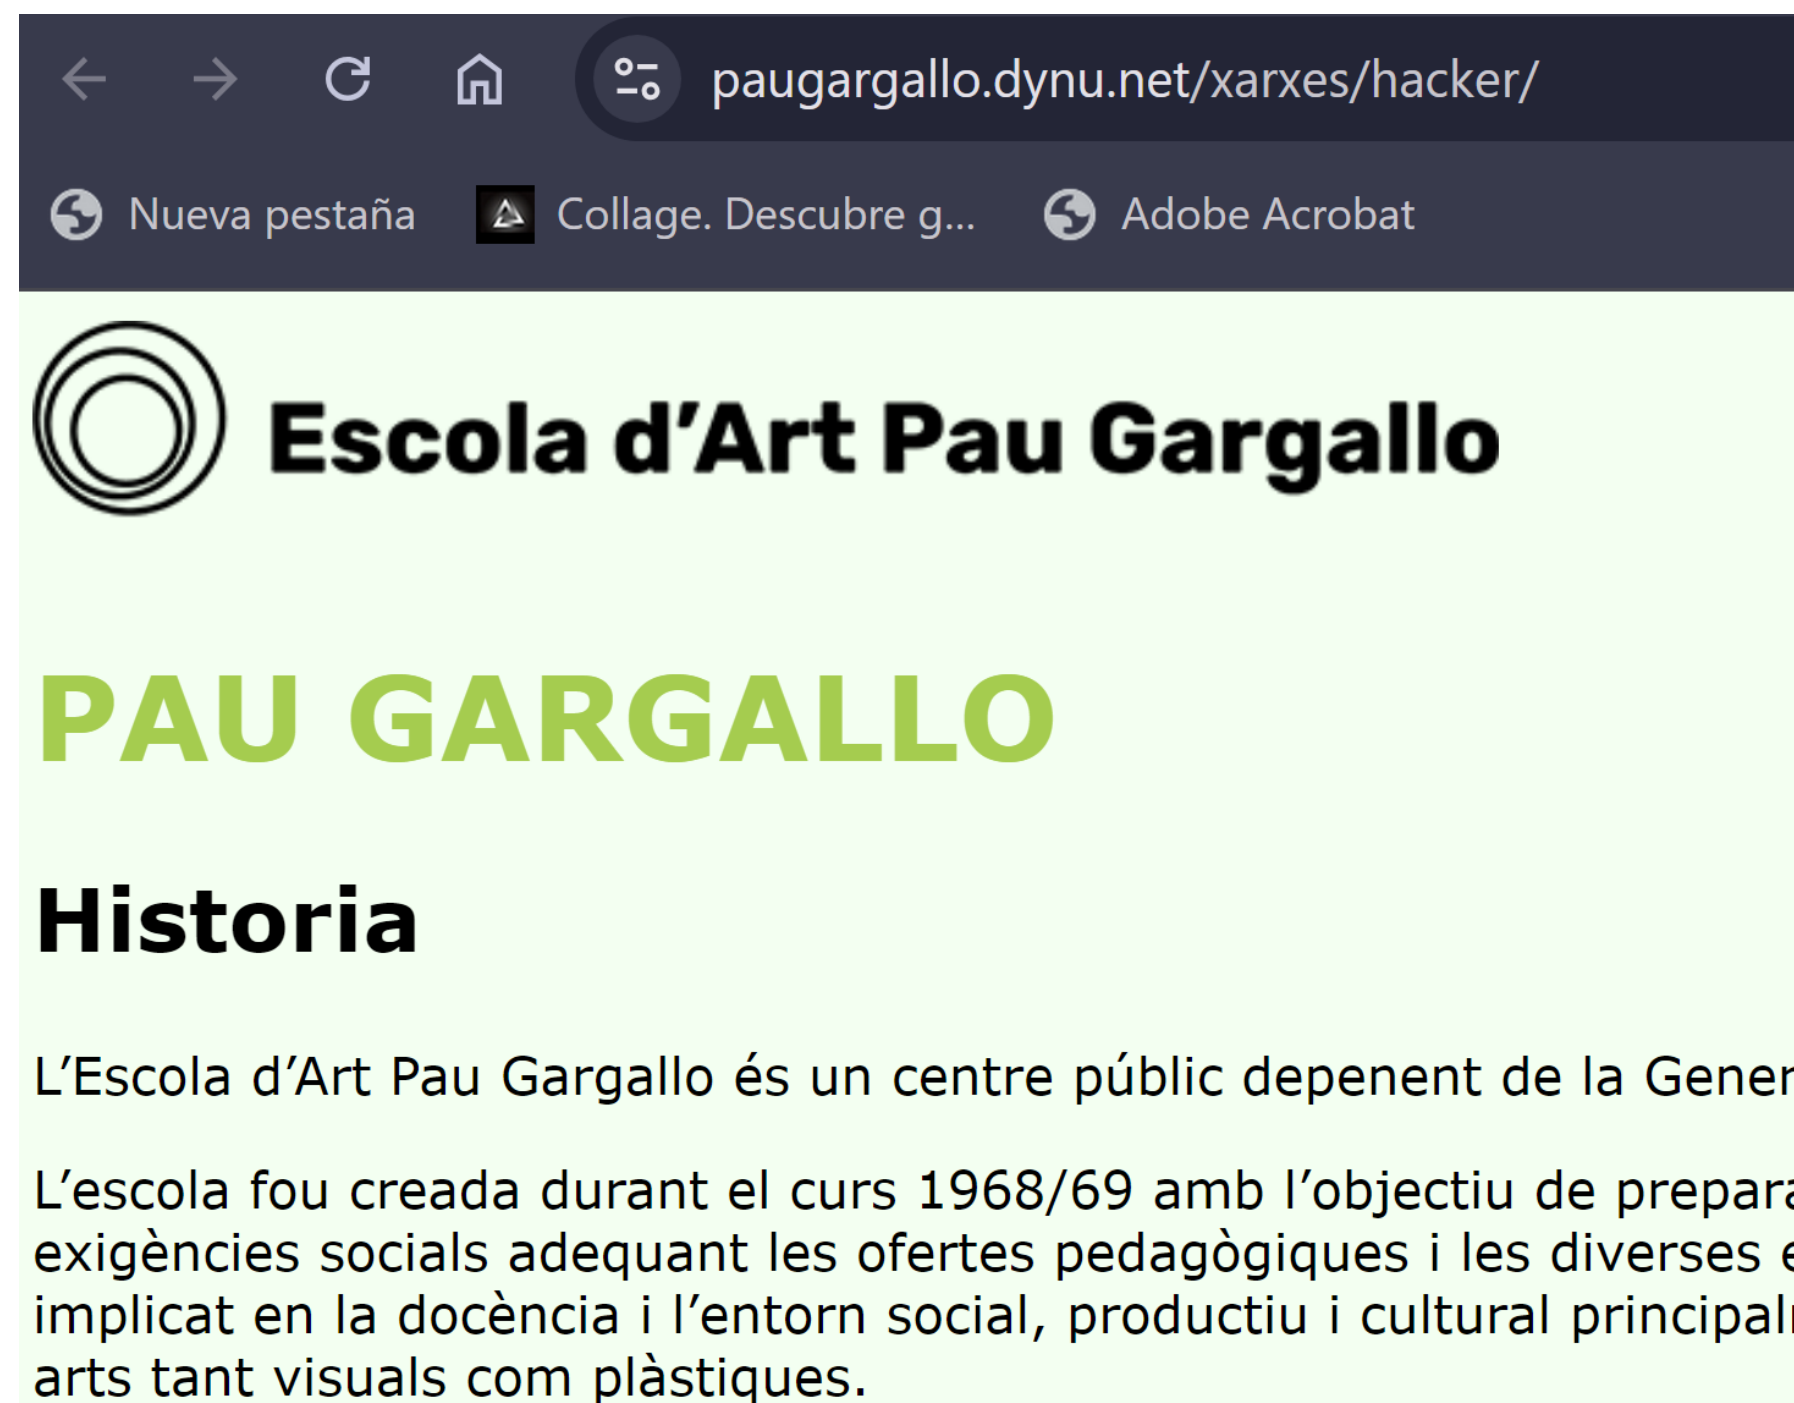 paugargallo.dynu.net/xarxes/hacker/
Nueva pestaña Collage. Descubre g... Adobe Acrobat
Escola d’Art Pau Gargallo
PAU GARGALLO
Historia
L’Escola d’Art Pau Gargallo és un centre públic depenent de la Gener
L’escola fou creada durant el curs 1968/69 amb l’objectiu de prepara
exigències socials adequant les ofertes pedagògiques i les diverses e
implicat en la docència i l’entorn social, productiu i cultural principal
arts tant visuals com plàstiques.